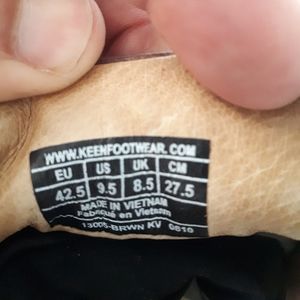 WWW.KEENFOOTWEAR.COM
EU US UK CM
42.5 9.5 8.5 27.5
MADE IN VIETNAM
Fabriqué en Vietnam
13005-BRWN KV 0810